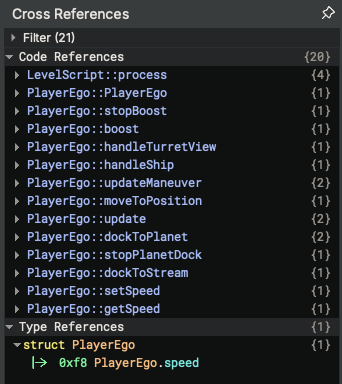 Cross References
Filter (21)
Code References {20}
LevelScript::process {4}
PlayerEgo::PlayerEgo {1}
PlayerEgo::stopBoost {1}
PlayerEgo::boost {1}
PlayerEgo::handleTurretView {1}
PlayerEgo::handleShip {1}
PlayerEgo::updateManeuver {2}
PlayerEgo::moveToPosition {1}
PlayerEgo::update {2}
PlayerEgo::dockToPlanet {2}
PlayerEgo::stopPlanetDock {1}
PlayerEgo::dockToStream {1}
PlayerEgo::setSpeed {1}
PlayerEgo::getSpeed {1}
Type References {1}
struct PlayerEgo {1}
0xf8 PlayerEgo.speed